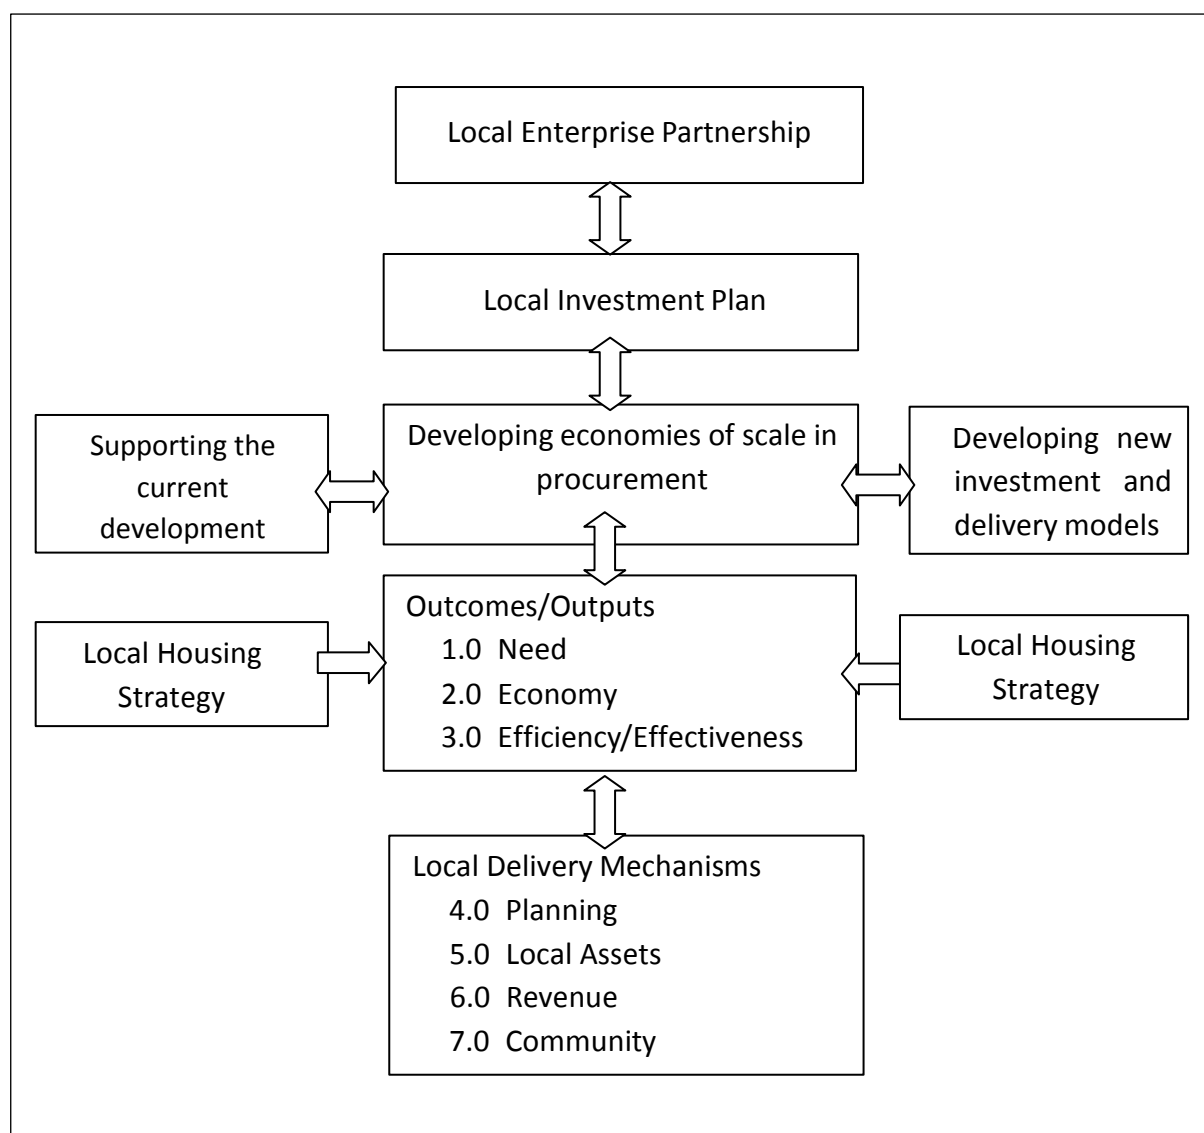 Local Enterprise Partnership
Local Investment Plan
Supporting the
current
development
Developing economies of scale in
procurement
Developing new
investment and
delivery models
Local Housing
Strategy
Outcomes/Outputs
1.0 Need
2.0 Economy
3.0 Efficiency/Effectiveness
Local Housing
Strategy
Local Delivery Mechanisms
4.0 Planning
5.0 Local Assets
6.0 Revenue
7.0 Community